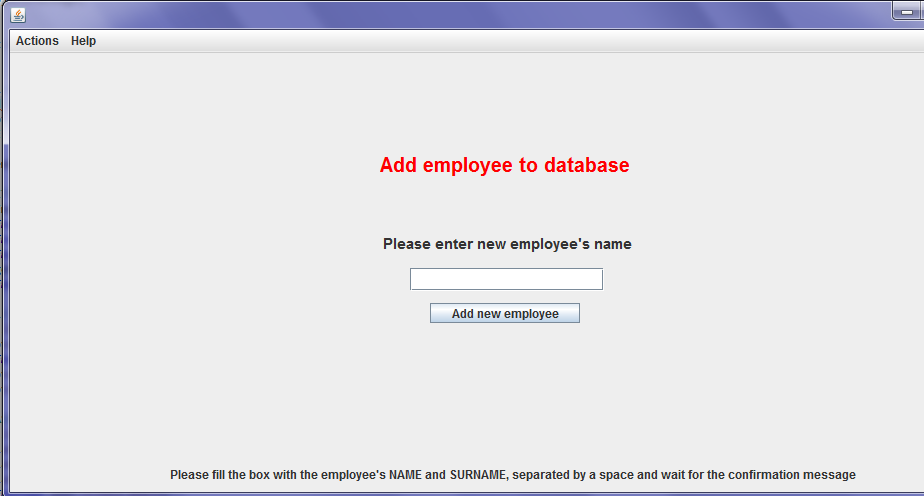 Actions Help
Add employee to database
Please enter new employee's name
Add new employee
Please fill the box with the employee's NAME and SURNAME, separated by a space and wait for the confirmation message